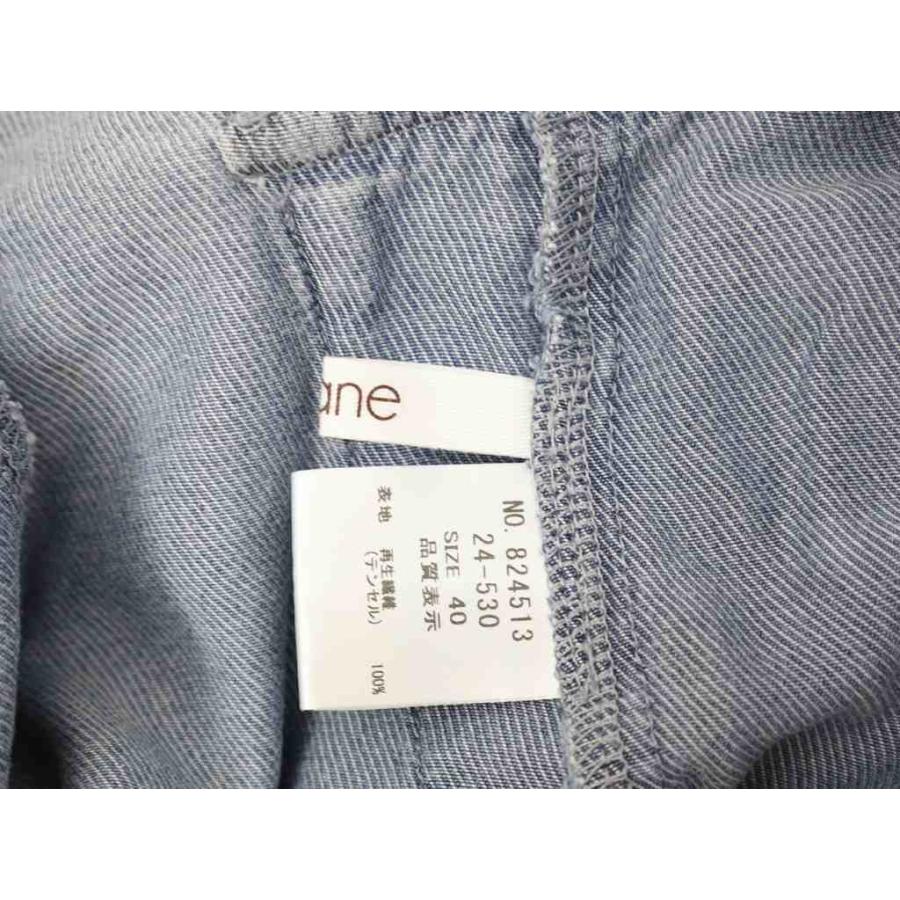 ane
NO. 824513
24-530
SIZE 40
品質表示
表地 再生繊維 100%
(テンセル)